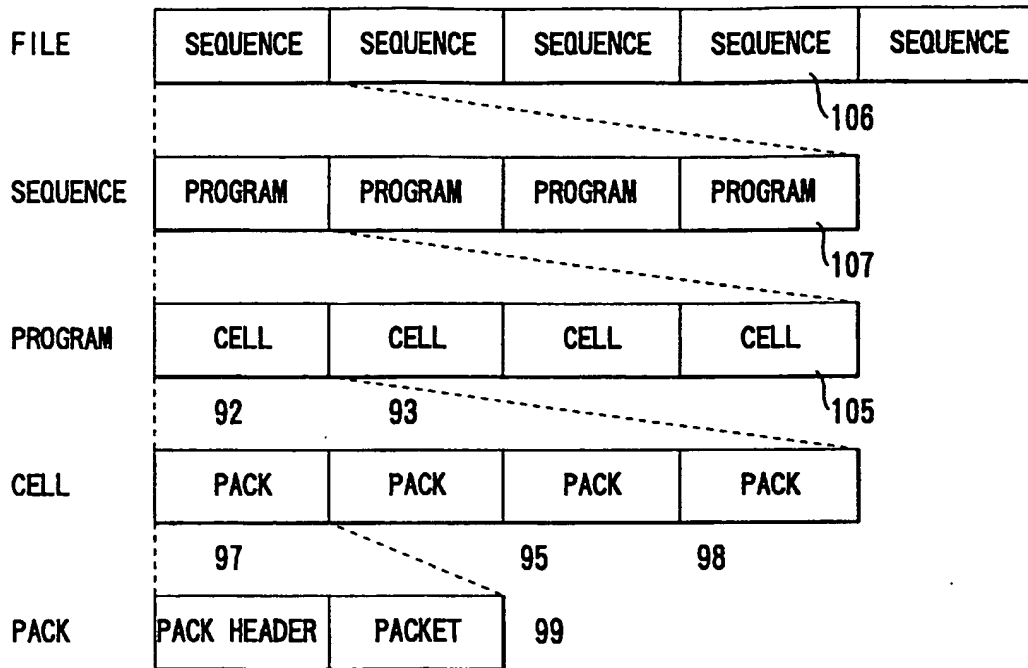 FILE SEQUENCE SEQUENCE SEQUENCE SEQUENCE SEQUENCE
106
SEQUENCE PROGRAM PROGRAM PROGRAM PROGRAM
107
PROGRAM CELL CELL CELL CELL
92 93 105
CELL PACK PACK PACK PACK
97 95 98
PACK PACK HEADER PACKET 99